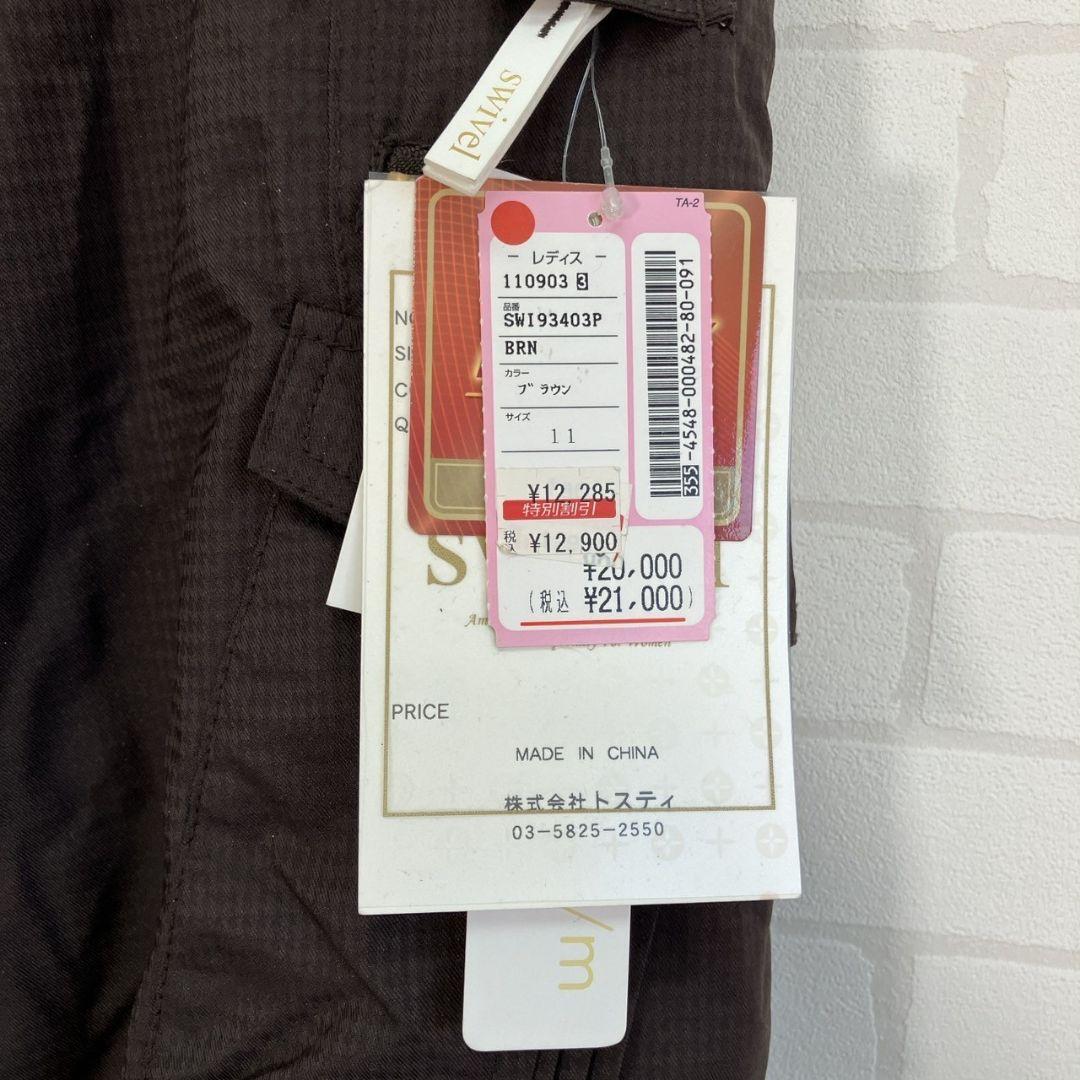 swivel
TA-2
- レディス -
110903 3
品番
SWI93403P
BRN
カラー
ブラウン
サイズ
11
355-4548-000482-80-091
¥12,285
特別割引
税込 ¥12,900
¥20,000
(税込 ¥21,000)
PRICE
MADE IN CHINA
株式会社トスティ
03-5825-2550
/m